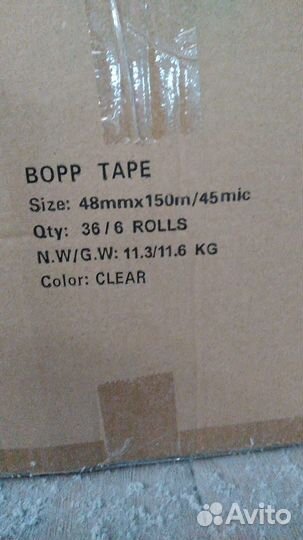 BOPP TAPE
Size: 48mmx150m/45mic
Qty: 36/6 ROLLS
N.W/G.W: 11.3/11.6 KG
Color: CLEAR
Avito